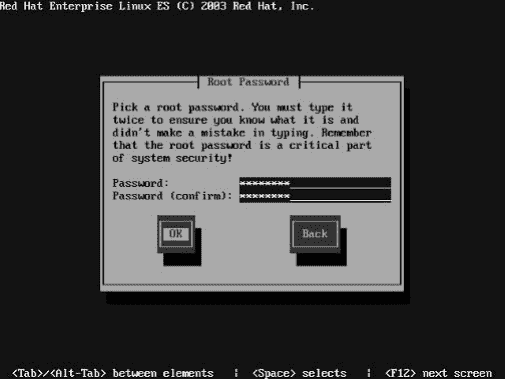 Red Hat Enterprise Linux ES (C) 2003 Red Hat, Inc.
Root Password
Pick a root password. You must type it
twice to ensure you know what it is and
didn't make a mistake in typing. Remember
that the root password is a critical part
of system security!
Password: ********
Password (confirm): ********
OK Back
<Tab>/<Alt-Tab> between elements | <Space> selects | <F12> next screen